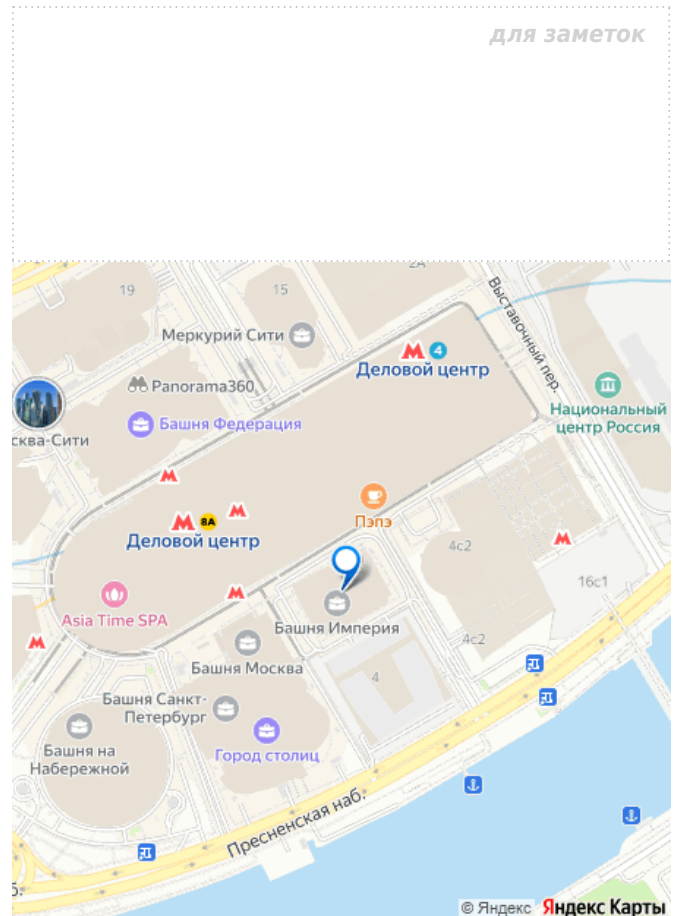 для заметок
2А
19
15
Выставочный пер.
Меркурий Сити
4
Деловой центр
Panorama360
Национальный
центр Россия
сква-Сити
Башня Федерация
Пэпэ
8А
Деловой центр
4с2
16с1
Asia Time SPA
Башня Империя
4с2
Башня Москва
4
Башня Санкт-
Петербург
Башня на
Набережной
Город столиц
Пресненская наб.
б.
© Яндекс Яндекс Карты